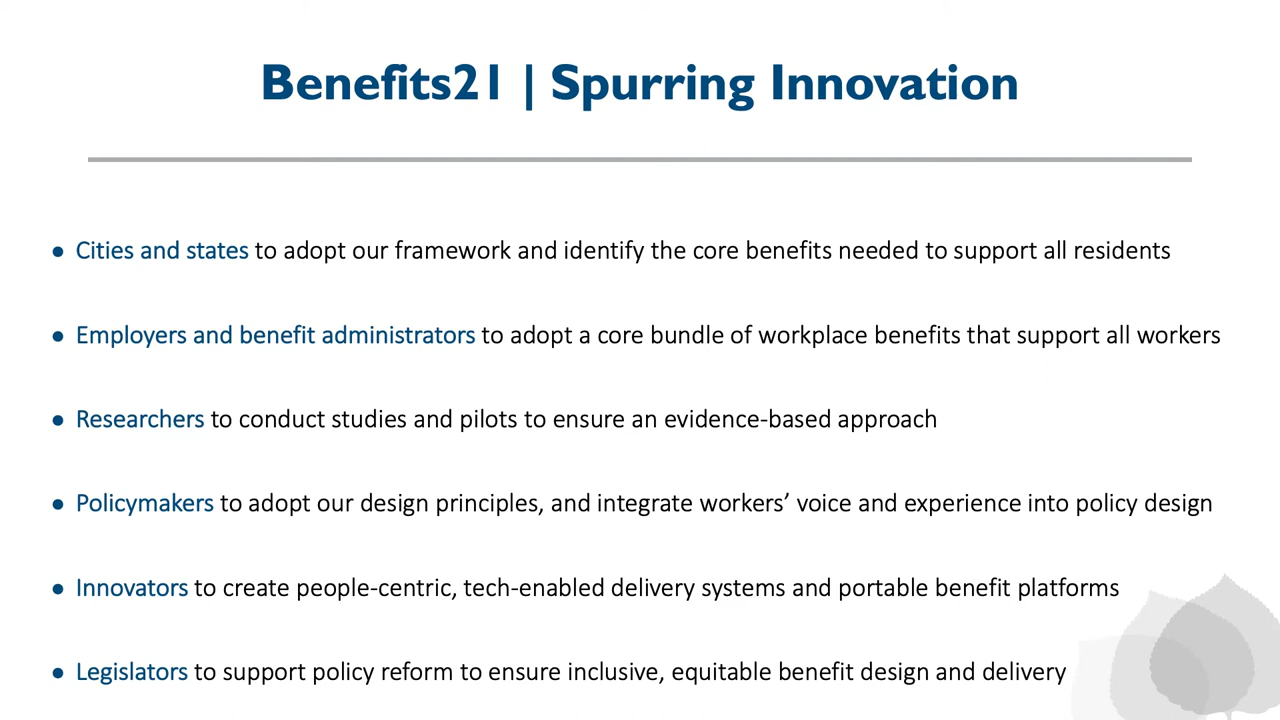 Benefits21 | Spurring Innovation
● Cities and states to adopt our framework and identify the core benefits needed to support all residents
● Employers and benefit administrators to adopt a core bundle of workplace benefits that support all workers
● Researchers to conduct studies and pilots to ensure an evidence-based approach
● Policymakers to adopt our design principles, and integrate workers’ voice and experience into policy design
● Innovators to create people-centric, tech-enabled delivery systems and portable benefit platforms
● Legislators to support policy reform to ensure inclusive, equitable benefit design and delivery